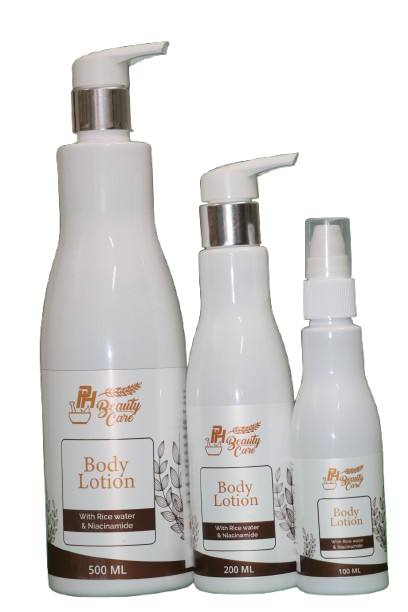 PH Beauty
Care
Body
Lotion
With Rice water
& Niacinamide
500 ML
PH Beauty
Care
Body
Lotion
With Rice water
& Niacinamide
200 ML
PH Beauty
Care
Body
Lotion
With Rice water
& Niacinamide
100 ML